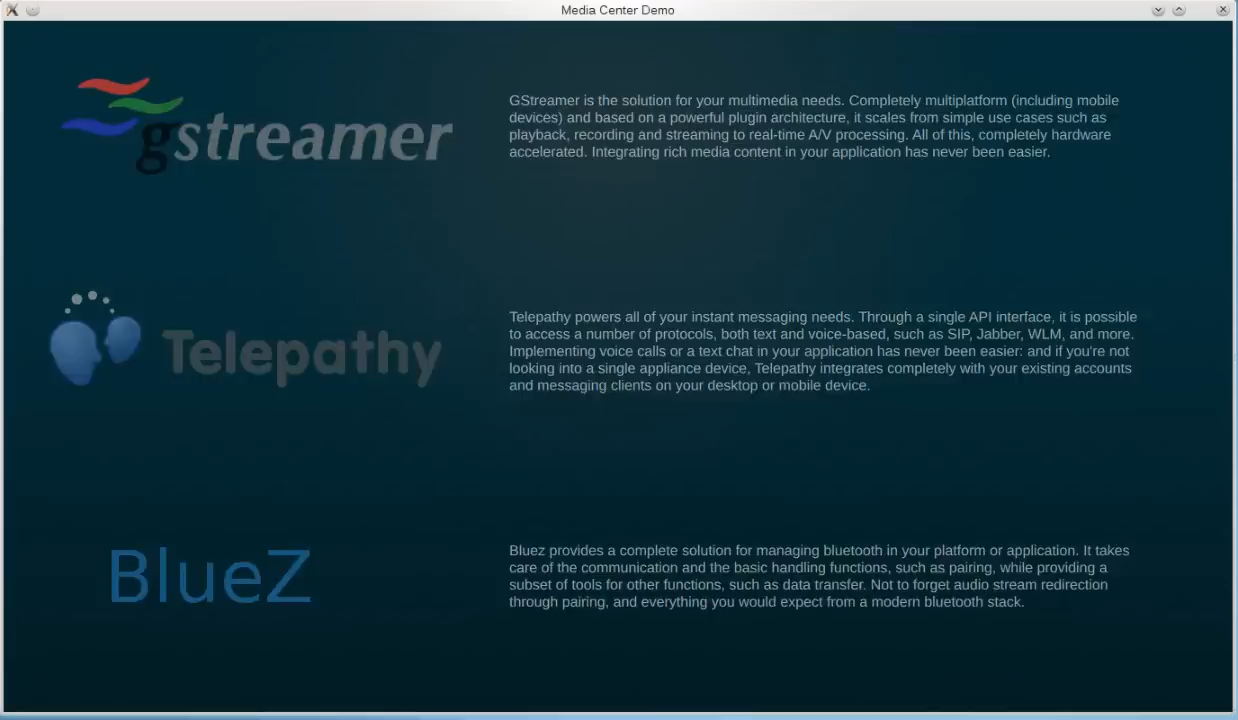 Media Center Demo
gstreamer
GStreamer is the solution for your multimedia needs. Completely multiplatform (including mobile
devices) and based on a powerful plugin architecture, it scales from simple use cases such as
playback, recording and streaming to real-time A/V processing. All of this, completely hardware
accelerated. Integrating rich media content in your application has never been easier.
Telepathy
Telepathy powers all of your instant messaging needs. Through a single API interface, it is possible
to access a number of protocols, both text and voice-based, such as SIP, Jabber, WLM, and more.
Implementing voice calls or a text chat in your application has never been easier: and if you're not
looking into a single appliance device, Telepathy integrates completely with your existing accounts
and messaging clients on your desktop or mobile device.
BlueZ
Bluez provides a complete solution for managing bluetooth in your platform or application. It takes
care of the communication and the basic handling functions, such as pairing, while providing a
subset of tools for other functions, such as data transfer. Not to forget audio stream redirection
through pairing, and everything you would expect from a modern bluetooth stack.